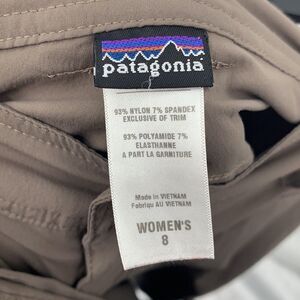 patagonia
93% NYLON 7% SPANDEX
EXCLUSIVE OF TRIM
93% POLYAMIDE 7%
ELASTHANNE
A PART LA GARNITURE
Made in VIETNAM
Fabriqu AU VIETNAM
WOMEN'S
8